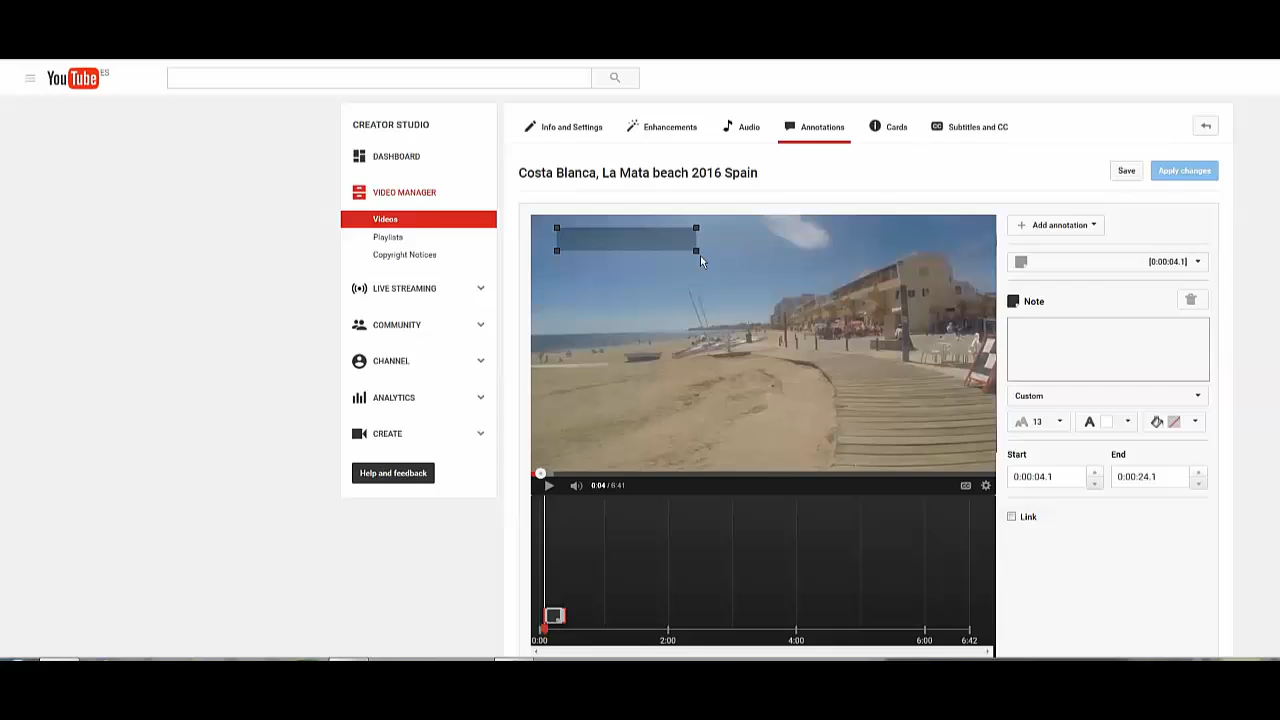 YouTube ES
CREATOR STUDIO
DASHBOARD
VIDEO MANAGER
Videos
Playlists
Copyright Notices
LIVE STREAMING
COMMUNITY
CHANNEL
ANALYTICS
CREATE
Help and feedback
Info and Settings
Enhancements
Audio
Annotations
Cards
CC Subtitles and CC
Costa Blanca, La Mata beach 2016 Spain
Save
Apply changes
0:04 / 6:41
0:00 2:00 4:00 6:00 6:42
+ Add annotation
[0:00:04.1]
Note
Custom
AA 13 A
Start End
0:00:04.1 0:00:24.1
Link